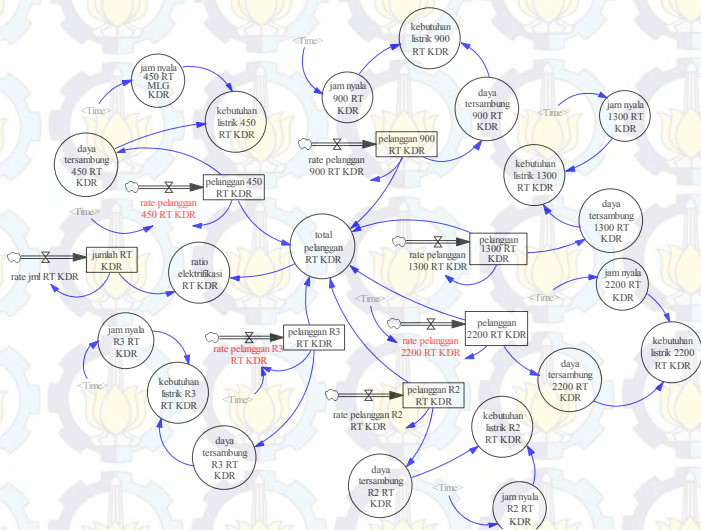 <Time>
kebutuhan
listrik 900
RT KDR
jam nyala
450 RT
MLG
KDR
<Time>
jam nyala
900 RT
KDR
daya
tersambung
900 RT
KDR
kebutuhan
listrik 450
RT KDR
<Time>
jam nyala
1300 RT
KDR
daya
tersambung
450 RT
KDR
rate pelanggan
900 RT KDR
pelanggan 900
RT KDR
kebutuhan
listrik 1300
RT KDR
pelanggan 450
RT KDR
rate pelanggan
450 RT KDR
<Time>
daya
tersambung
1300 RT
KDR
total
pelanggan
RT KDR
pelanggan
1300 RT KDR
rate pelanggan
1300 RT KDR
jumlah RT
KDR
rate jml RT KDR
ratio
elektrifikasi
RT KDR
<Time>
<Time>
jam nyala
2200 RT
KDR
jam nyala
R3 RT
KDR
pelanggan R3
RT KDR
rate pelanggan R3
RT KDR
pelanggan
2200 RT KDR
rate pelanggan
2200 RT KDR
kebutuhan
listrik 2200
RT KDR
<Time>
kebutuhan
listrik R3
RT KDR
<Time>
daya
tersambung
2200 RT
KDR
pelanggan R2
RT KDR
rate pelanggan R2
RT KDR
kebutuhan
listrik R2
RT KDR
daya
tersambung
R3 RT
KDR
daya
tersambung
R2 RT
KDR
<Time>
jam nyala
R2 RT
KDR